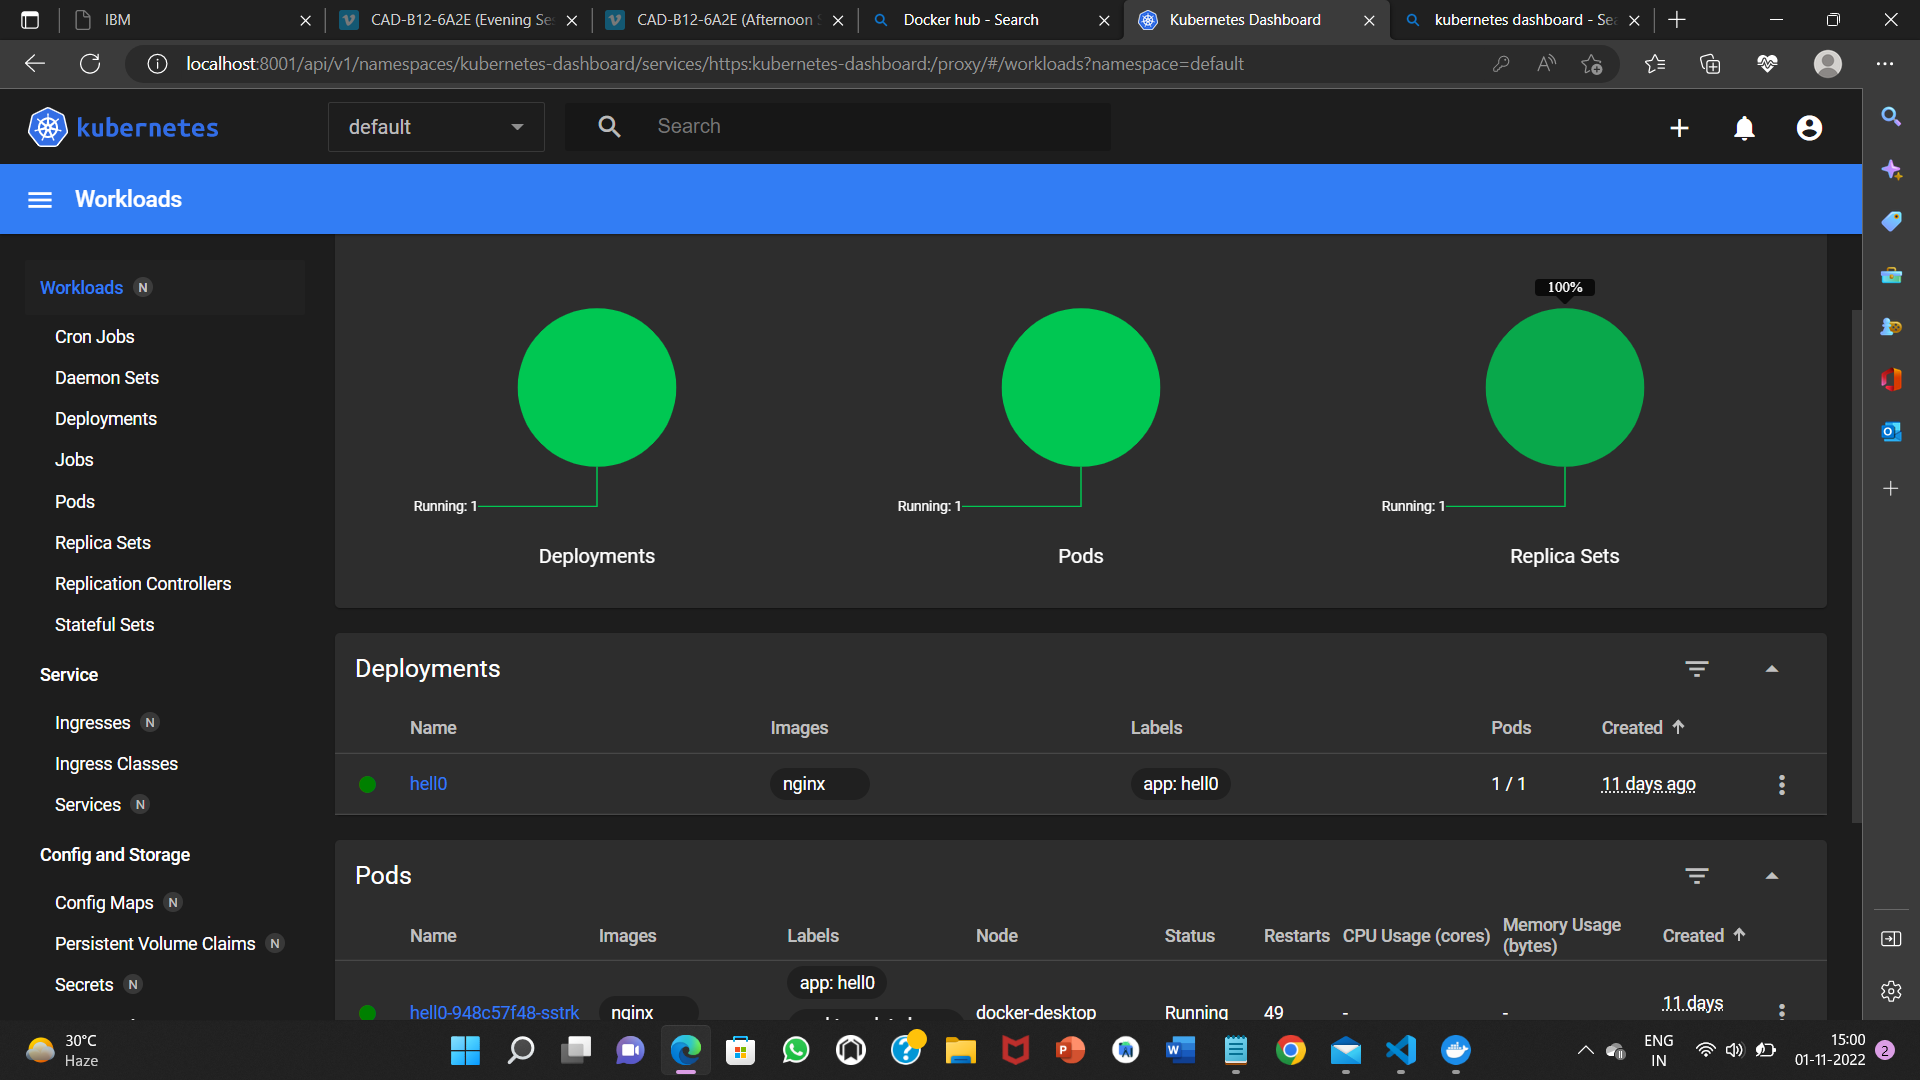 IBM
CAD-B12-6A2E (Evening Ses
CAD-B12-6A2E (Afternoon S
Docker hub - Search
Kubernetes Dashboard
kubernetes dashboard - Sea
localhost:8001/api/v1/namespaces/kubernetes-dashboard/services/https:kubernetes-dashboard:/proxy/#/workloads?namespace=default
kubernetes
default
Search
Workloads
Workloads N
Cron Jobs
Daemon Sets
Deployments
Jobs
Pods
Replica Sets
Replication Controllers
Stateful Sets
Service
Ingresses N
Ingress Classes
Services N
Config and Storage
Config Maps N
Persistent Volume Claims N
Secrets N
100%
Running: 1
Running: 1
Running: 1
Deployments
Pods
Replica Sets
Deployments
Name Images Labels Pods Created
hell0 nginx app: hell0 1 / 1 11 days ago
Pods
Name Images Labels Node Status Restarts CPU Usage (cores) Memory Usage (bytes) Created
app: hell0
hell0-948c57f48-sstrk nginx docker-desktop Running 49 - - 11 days
30°C
Haze
ENG
IN
15:00
01-11-2022
2